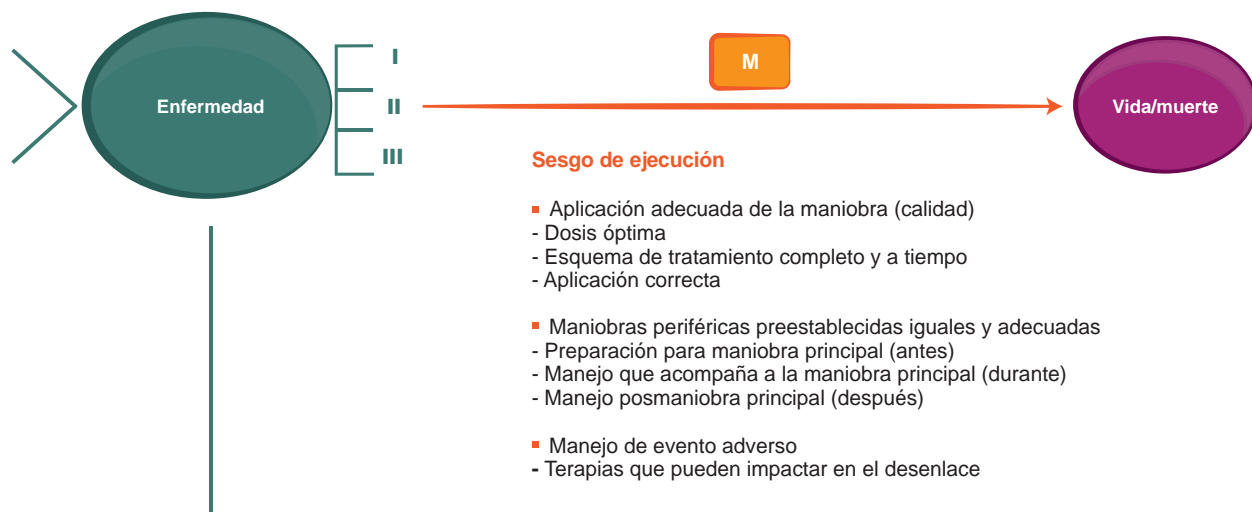 Enfermedad
I
II
III
M
Vida/muerte
Sesgo de ejecución
▪ Aplicación adecuada de la maniobra (calidad)
- Dosis óptima
- Esquema de tratamiento completo y a tiempo
- Aplicación correcta
▪ Maniobras periféricas preestablecidas iguales y adecuadas
- Preparación para maniobra principal (antes)
- Manejo que acompaña a la maniobra principal (durante)
- Manejo posmaniobra principal (después)
▪ Manejo de evento adverso
- Terapias que pueden impactar en el desenlace